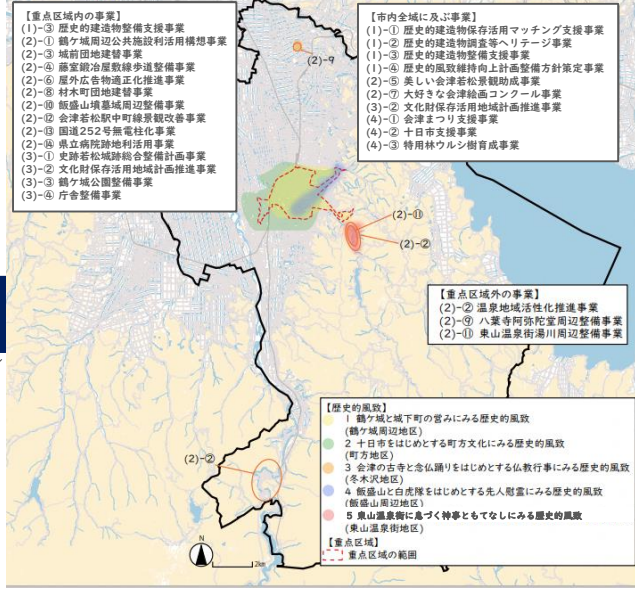 【重点区域内の事業】
(1)-③ 歴史的建造物整備支援事業
(2)-① 鶴ケ城周辺公共施設利活用構想事業
(2)-③ 城前団地建替事業
(2)-④ 藤室鍛冶屋敷線歩道整備事業
(2)-⑥ 屋外広告物適正化推進事業
(2)-⑧ 材木町団地建替事業
(2)-⑩ 飯盛山墳墓域周辺整備事業
(2)-⑫ 会津若松駅中町線景観改善事業
(2)-⑬ 国道252号無電柱化事業
(2)-⑭ 県立病院跡地利活用事業
(3)-① 史跡若松城跡総合整備計画事業
(3)-② 文化財保存活用地域計画推進事業
(3)-③ 鶴ケ城公園整備事業
(3)-④ 庁舎整備事業
【市内全域に及ぶ事業】
(1)-① 歴史的建造物保存活用マッチング支援事業
(1)-② 歴史的建造物調査等ヘリテージ事業
(1)-③ 歴史的建造物整備支援事業
(1)-④ 歴史的風致維持向上計画整備方針策定事業
(2)-⑤ 美しい会津若松景観助成事業
(2)-⑦ 大好きな会津絵画コンクール事業
(3)-② 文化財保存活用地域計画推進事業
(4)-① 会津まつり支援事業
(4)-② 十日市支援事業
(4)-③ 特用林ウルシ樹育成事業
(2)-9
(2)-⑪
(2)-②
【重点区域外の事業】
(2)-② 温泉地域活性化推進事業
(2)-⑨ 八葉寺阿弥陀堂周辺整備事業
(2)-⑪ 東山温泉街湯川周辺整備事業
(2)-②
【歴史的風致】
1 鶴ケ城と城下町の営みにみる歴史的風致
(鶴ケ城周辺地区)
2 十日市をはじめとする町方文化にみる歴史的風致
(町方地区)
3 会津の古寺と念仏踊りをはじめとする仏教行事にみる歴史的風致
(冬木沢地区)
4 飯盛山と白虎隊をはじめとする先人慰霊にみる歴史的風致
(飯盛山周辺地区)
5 東山温泉街に息づく神事ともてなしにみる歴史的風致
(東山温泉街地区)
【重点区域】
重点区域の範囲
N
2km